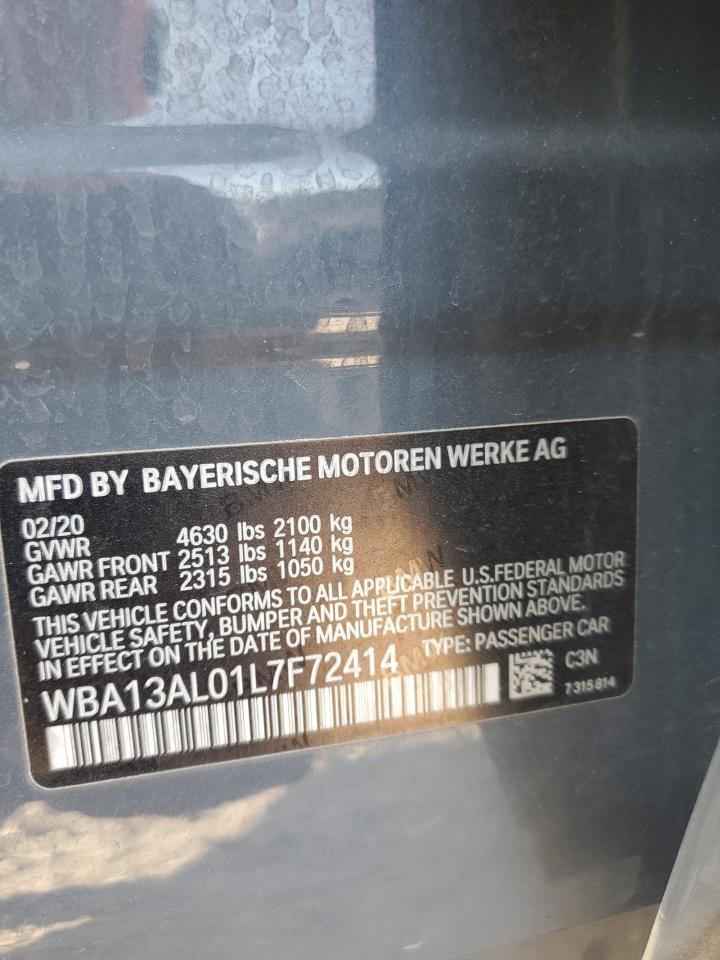 MFD BY BAYERISCHE MOTOREN WERKE AG
02/20
GVWR 4630 lbs 2100 kg
GAWR FRONT 2513 lbs 1140 kg
GAWR REAR 2315 lbs 1050 kg
THIS VEHICLE CONFORMS TO ALL APPLICABLE U.S.FEDERAL MOTOR
VEHICLE SAFETY, BUMPER AND THEFT PREVENTION STANDARDS
IN EFFECT ON THE DATE OF MANUFACTURE SHOWN ABOVE.
WBA13AL01L7F72414 TYPE: PASSENGER CAR
C3N
7 315 814